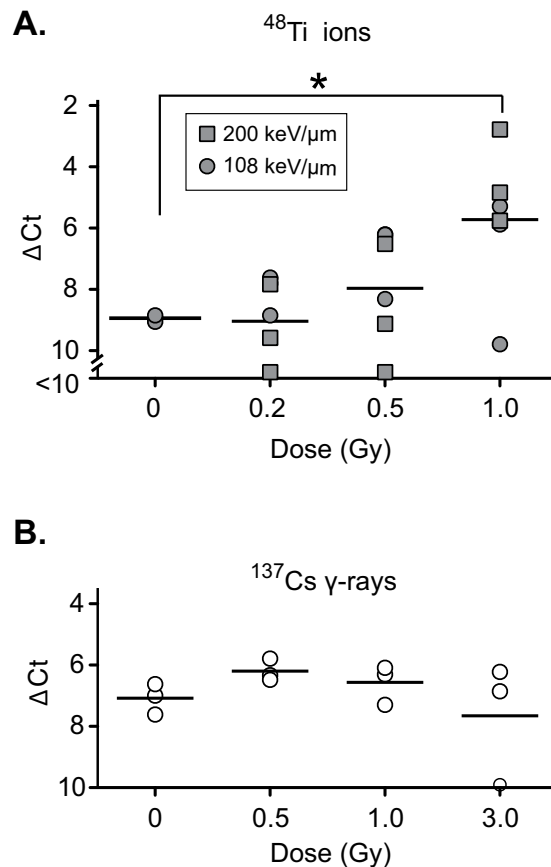 A.
⁴⁸Ti ions
*
2
4
6
8
10
<10
ΔCt
200 keV/μm
108 keV/μm
0 0.2 0.5 1.0
Dose (Gy)
B.
¹³⁷Cs γ-rays
4
6
8
10
ΔCt
0 0.5 1.0 3.0
Dose (Gy)